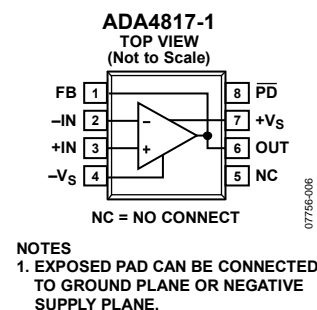 ADA4817-1
TOP VIEW
(Not to Scale)
FB 1
8 P̅D̅
–IN 2
7 +VS
+IN 3
6 OUT
–VS 4
5 NC
–
+
NC = NO CONNECT
07756-006
NOTES
1. EXPOSED PAD CAN BE CONNECTED
TO GROUND PLANE OR NEGATIVE
SUPPLY PLANE.